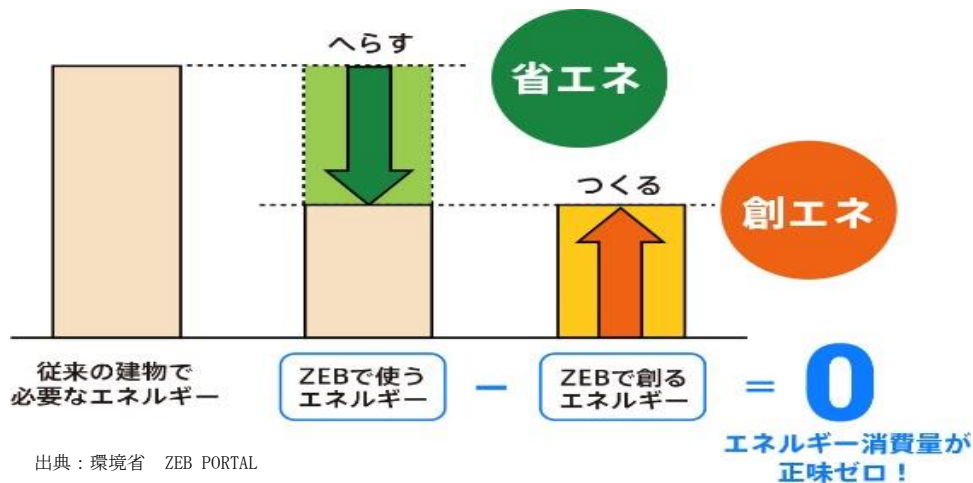 へらす
省エネ
つくる
創エネ
従来の建物で
必要なエネルギー
ZEBで使う
エネルギー
－
ZEBで創る
エネルギー
＝
0
エネルギー消費量が
正味ゼロ！
出典：環境省　ZEB PORTAL